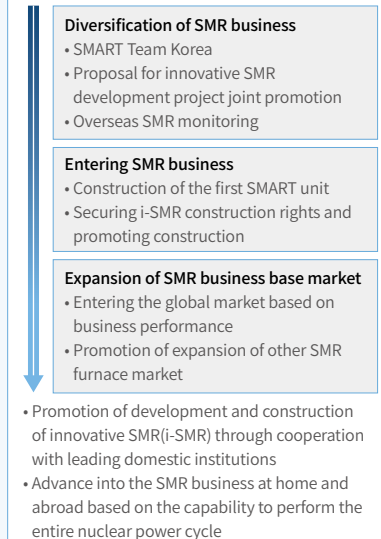 Diversification of SMR business
• SMART Team Korea
• Proposal for innovative SMR
development project joint promotion
• Overseas SMR monitoring
Entering SMR business
• Construction of the first SMART unit
• Securing i-SMR construction rights and
promoting construction
Expansion of SMR business base market
• Entering the global market based on
business performance
• Promotion of expansion of other SMR
furnace market
• Promotion of development and construction
of innovative SMR(i-SMR) through cooperation
with leading domestic institutions
• Advance into the SMR business at home and
abroad based on the capability to perform the
entire nuclear power cycle